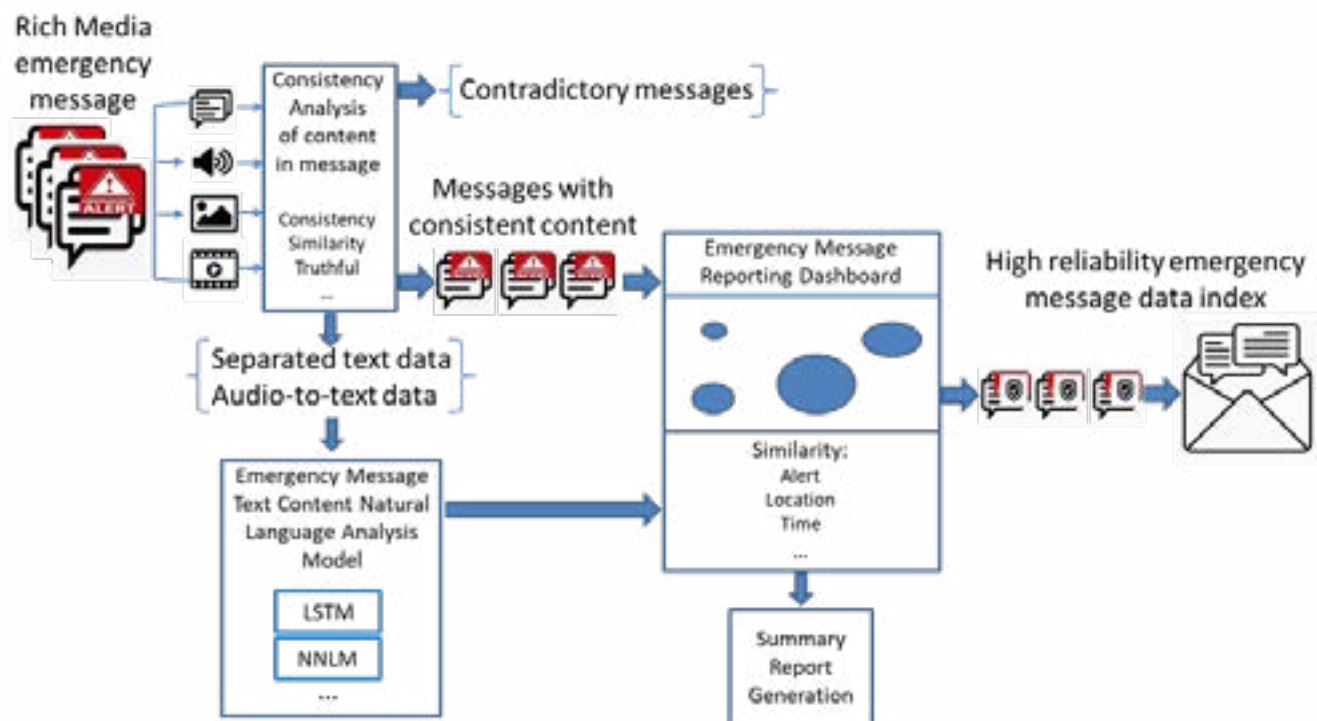 Rich Media
emergency
message
ALERT
Consistency
Analysis
of content
in message
Consistency
Similarity
Truthful
...
Contradictory messages
Messages with
consistent content
Separated text data
Audio-to-text data
Emergency Message
Text Content Natural
Language Analysis
Model
LSTM
NNLM
...
Emergency Message
Reporting Dashboard
Similarity:
Alert
Location
Time
...
Summary
Report
Generation
High reliability emergency
message data index